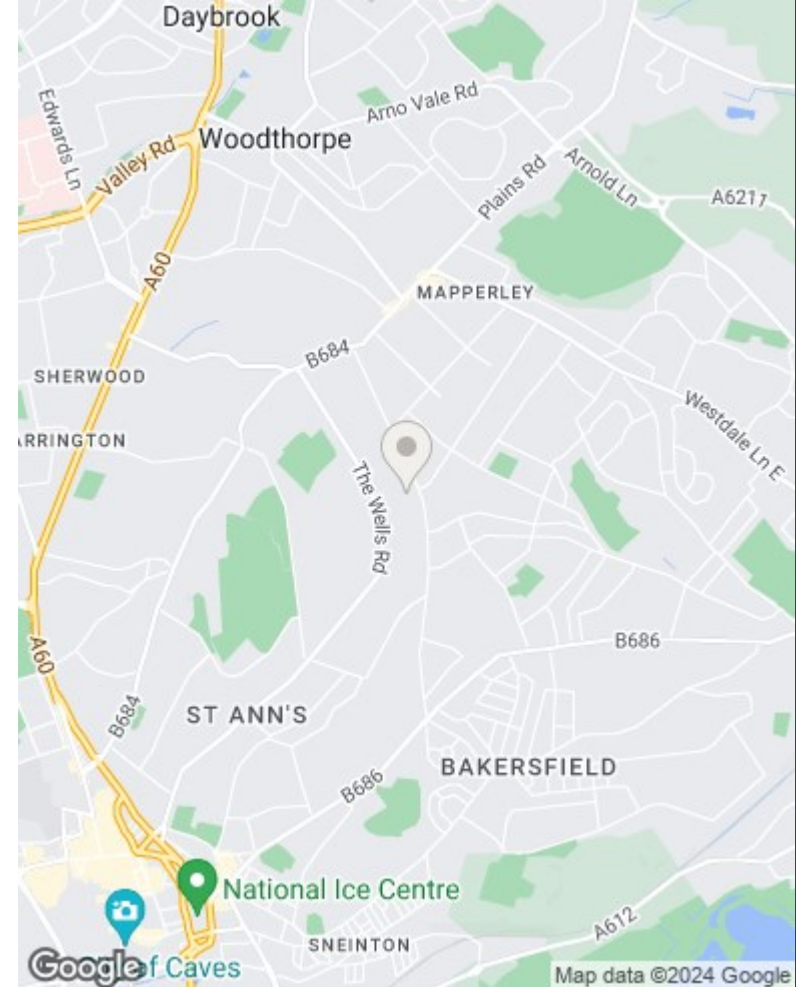 Daybrook
Edwards Ln
Arno Vale Rd
Valley Rd
Woodthorpe
Plains Rd
Arnold Ln
A6211
A60
MAPPERLEY
B684
SHERWOOD
ARRINGTON
Westdale Ln E
The Wells Rd
A60
B686
B684
ST ANN'S
BAKERSFIELD
B686
National Ice Centre
A612
SNEINTON
Google
of Caves
Map data ©2024 Google